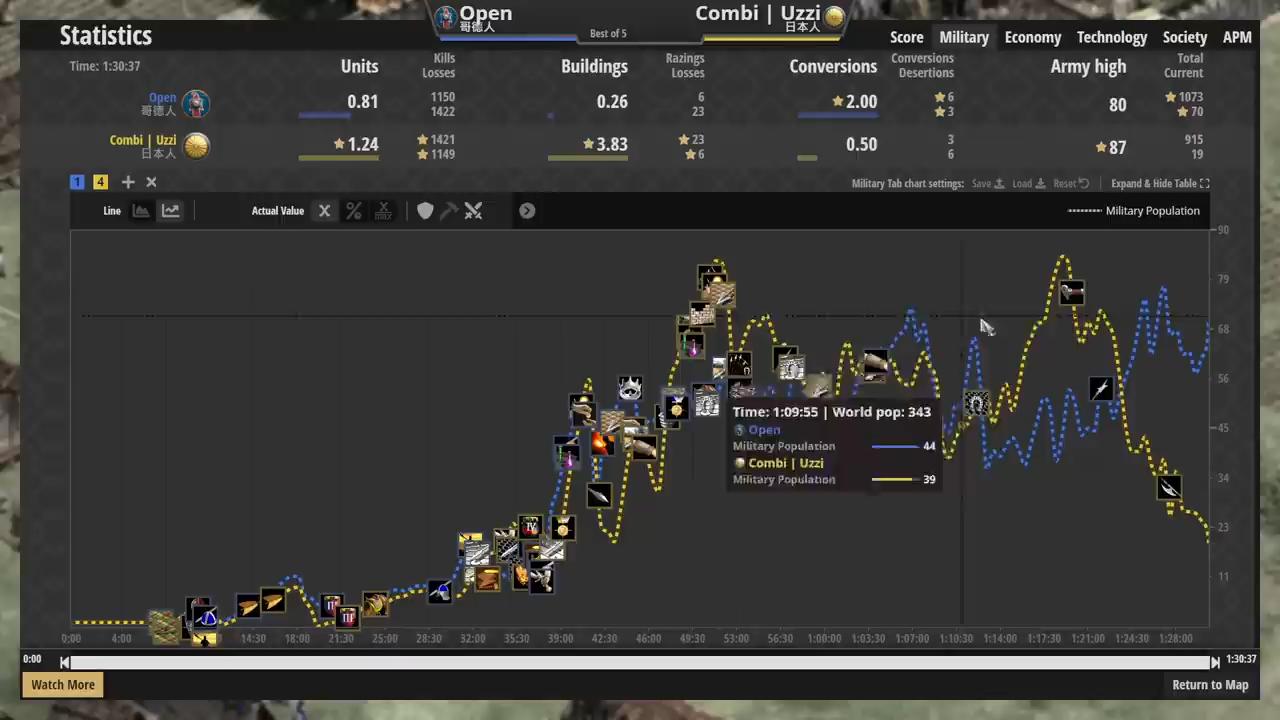 Open
哥德人
Best of 5
Combi | Uzzi
日本人
Statistics
Score Military Economy Technology Society APM
Time: 1:30:37
Units Kills Losses Buildings Razings Losses Conversions Conversions Desertions Army high Total Current
Open
哥德人
0.81 1150 1422 0.26 6 23 2.00 6 3 80 1073 70
Combi | Uzzi
日本人
1.24 1421 1149 3.83 23 6 0.50 3 6 87 915 19
1 4
Military Tab chart settings: Save Load Reset Expand & Hide Table
Line Actual Value X % Military Population
90
79
68
56
45
34
23
11
Time: 1:09:55 | World pop: 343
Open
Military Population 44
Combi | Uzzi
Military Population 39
0:00 4:00 14:30 18:00 21:30 25:00 28:30 32:00 35:30 39:00 42:30 46:00 49:30 53:00 56:30 1:00:00 1:03:30 1:07:00 1:10:30 1:14:00 1:17:30 1:21:00 1:24:30 1:28:00
0:00 1:30:37
Watch More Return to Map